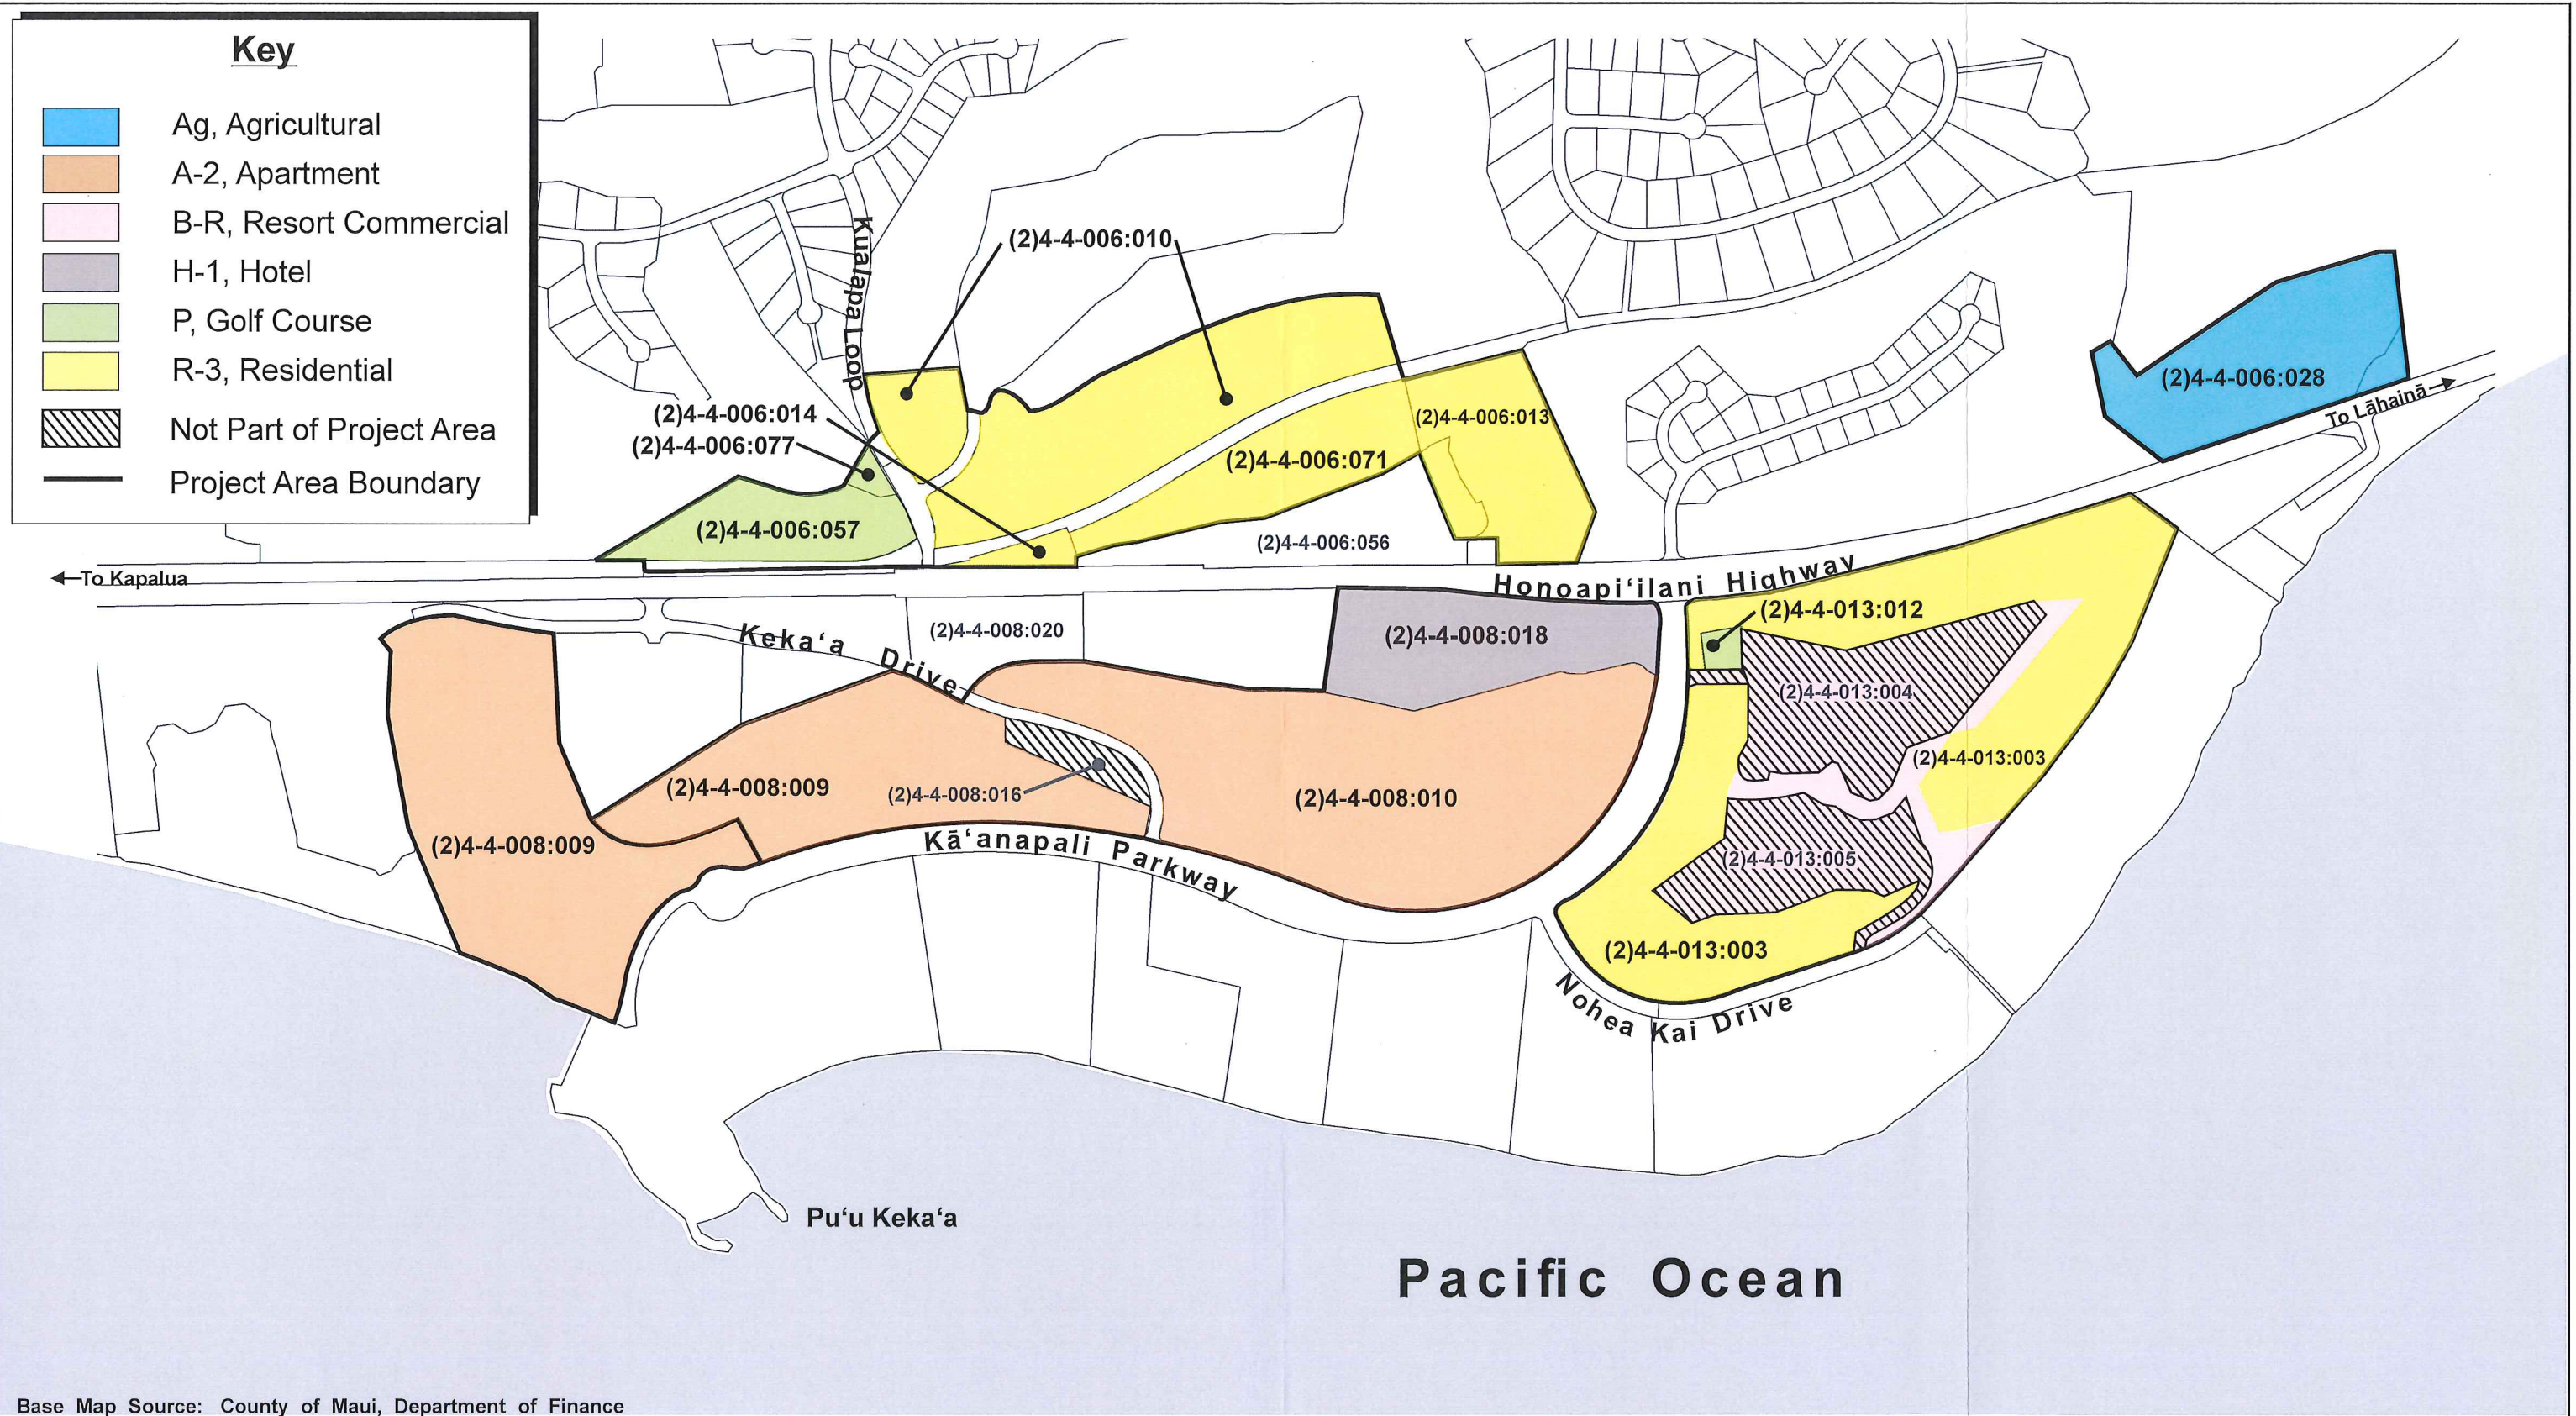 Key
Ag, Agricultural
A-2, Apartment
B-R, Resort Commercial
H-1, Hotel
P, Golf Course
R-3, Residential
Not Part of Project Area
Project Area Boundary
Kualapa Loop
(2)4-4-006:010
(2)4-4-006:014
(2)4-4-006:077
(2)4-4-006:057
(2)4-4-006:013
(2)4-4-006:071
(2)4-4-006:056
(2)4-4-006:028
To Lāhainā
To Kapalua
Honoapiʻilani Highway
(2)4-4-013:012
(2)4-4-008:020
(2)4-4-008:018
Kekaʻa Drive
(2)4-4-013:004
(2)4-4-013:003
(2)4-4-008:009
(2)4-4-008:016
(2)4-4-008:010
(2)4-4-008:009
(2)4-4-013:005
Kāʻanapali Parkway
(2)4-4-013:003
Nohea Kai Drive
Puʻu Kekaʻa
Pacific Ocean
Base Map Source: County of Maui, Department of Finance